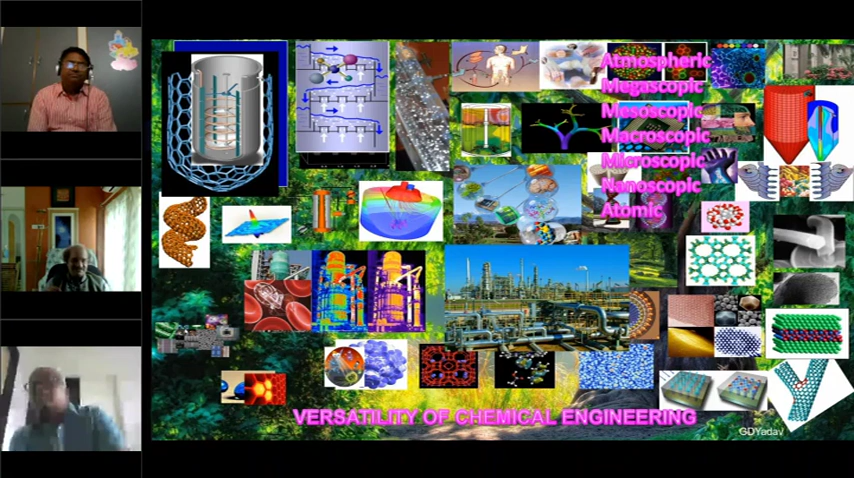 Atmospheric
Megascopic
Mesoscopic
Macroscopic
Microscopic
Nanoscopic
Atomic
VERSATILITY OF CHEMICAL ENGINEERING
GDYadav